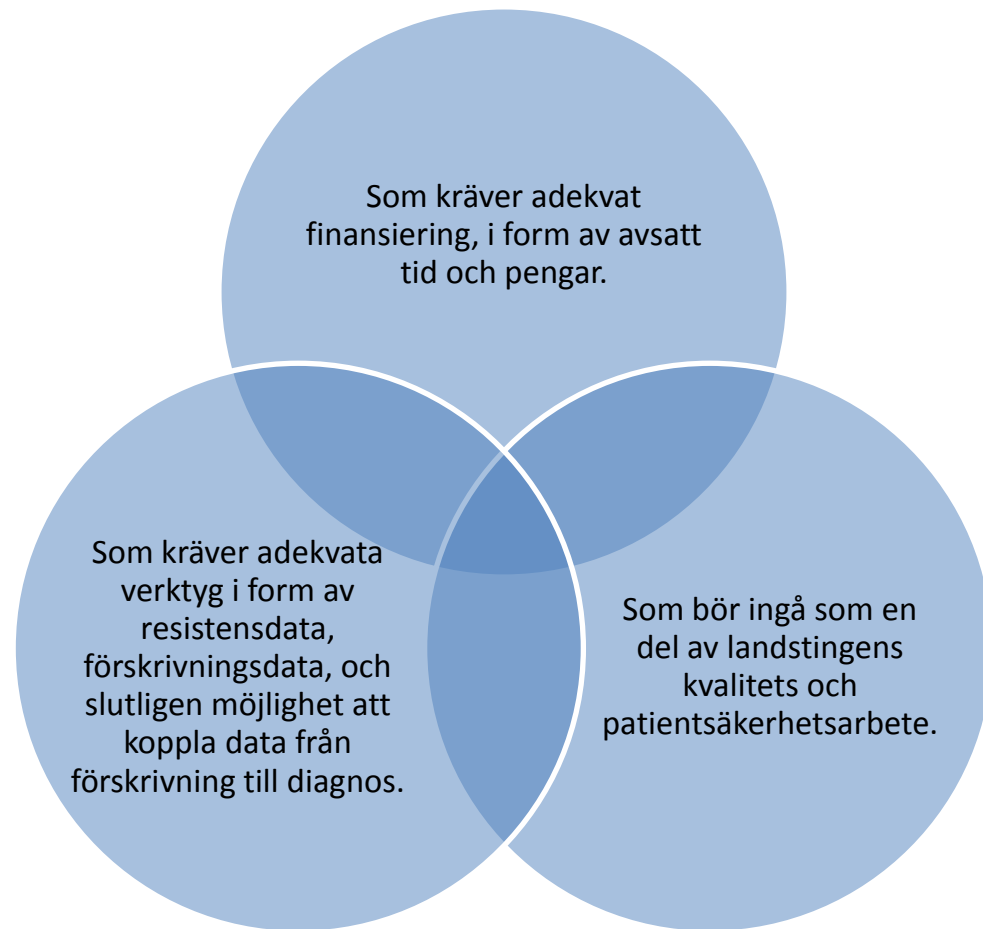 Som kräver adekvat
finansiering, i form av avsatt
tid och pengar.
Som kräver adekvata
verktyg i form av
resistensdata,
förskrivningsdata, och
slutligen möjlighet att
koppla data från
förskrivning till diagnos.
Som bör ingå som en
del av landstingens
kvalitets och
patientsäkerhetsarbete.